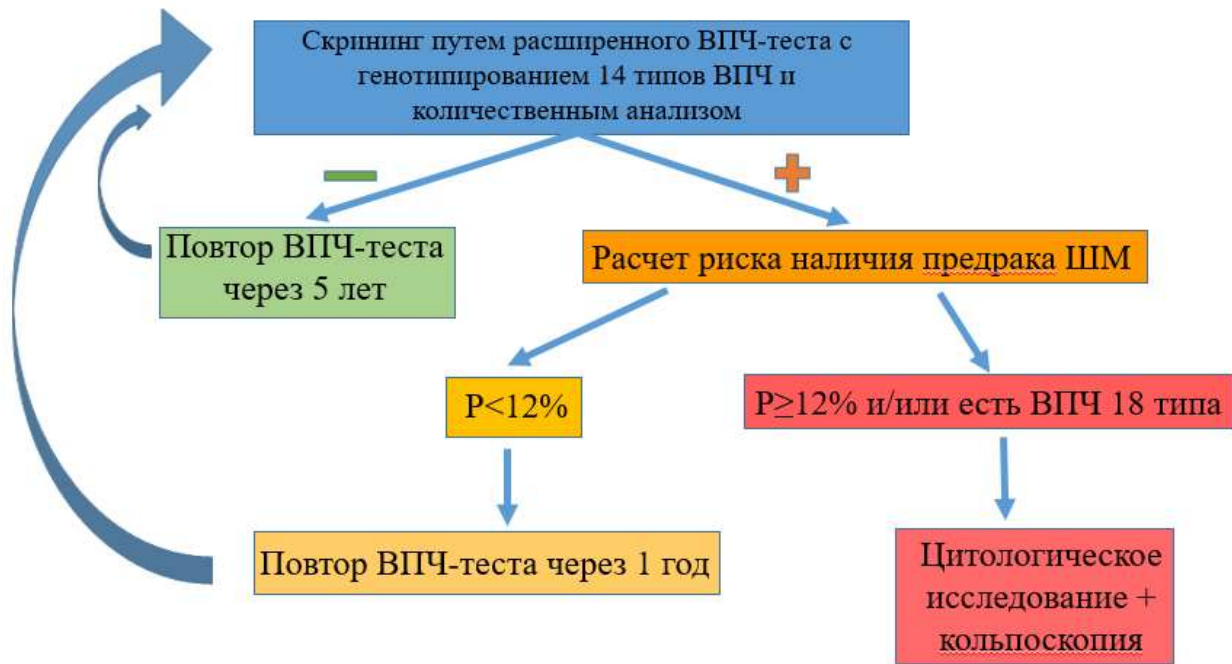 Скрининг путем расширенного ВПЧ-теста с
генотипированием 14 типов ВПЧ и
количественным анализом
Повтор ВПЧ-теста
через 5 лет
Расчет риска наличия предрака ШМ
P<12%
P≥12% и/или есть ВПЧ 18 типа
Повтор ВПЧ-теста через 1 год
Цитологическое
исследование +
кольпоскопия